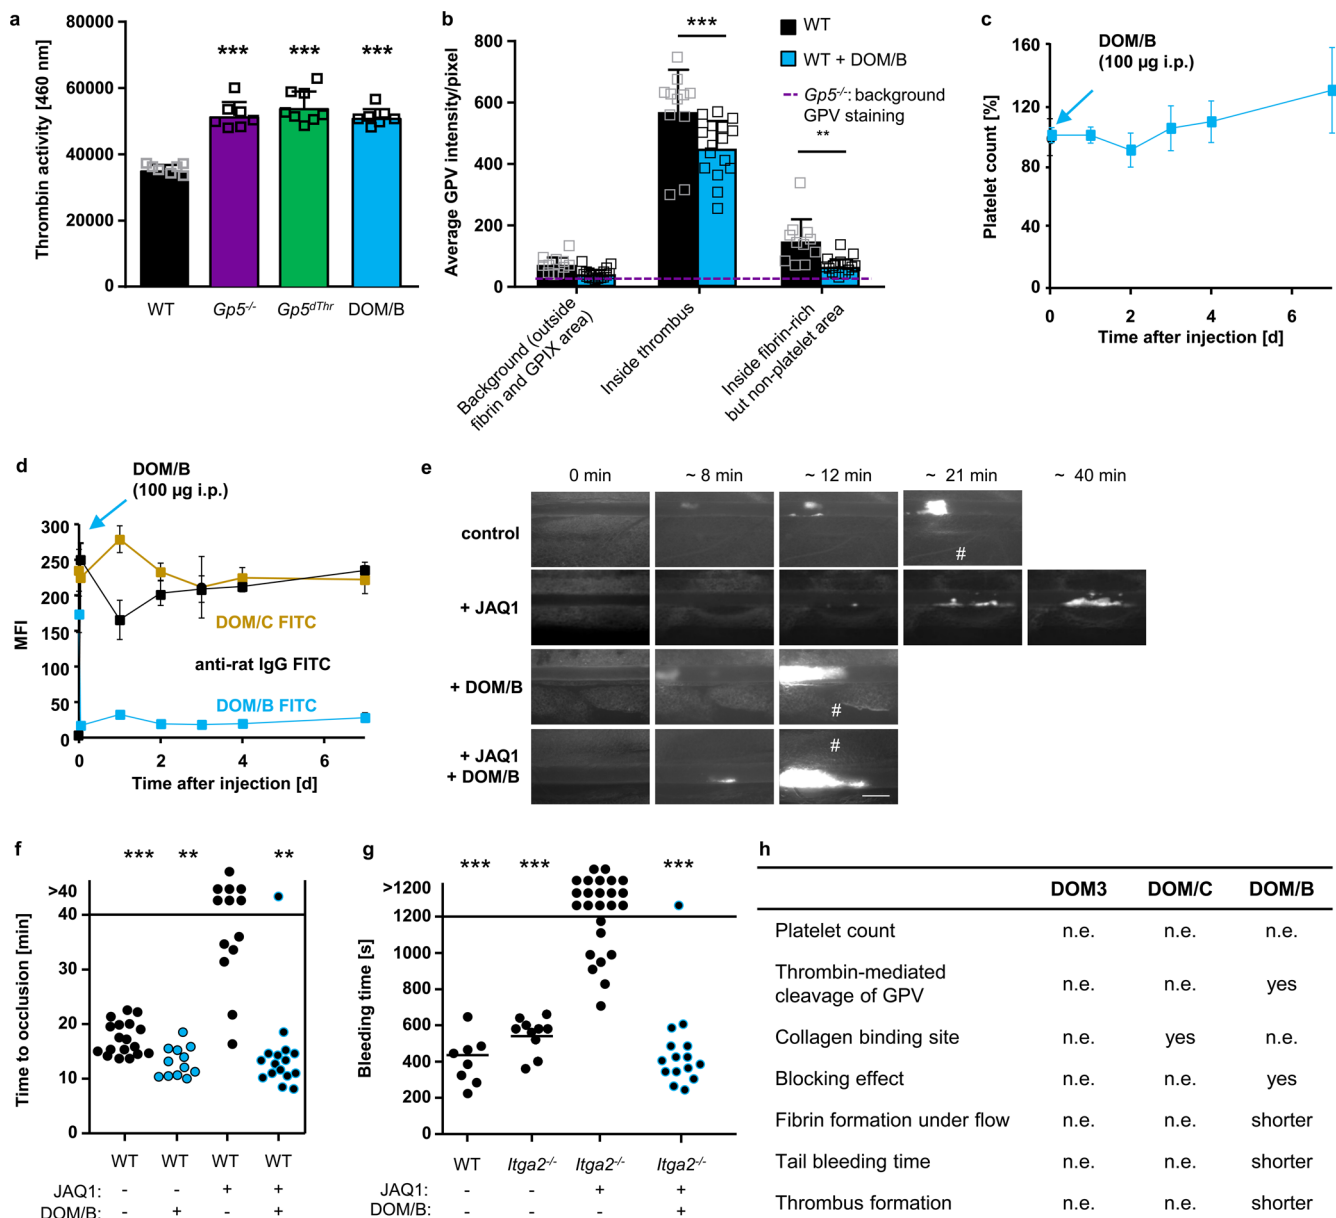 a
Thrombin activity [460 nm]
80000
60000
40000
20000
0
***
***
***
WT
Gp5-/-
Gp5dThr
DOM/B
b
Average GPV intensity/pixel
800
600
400
200
0
***
**
WT
WT + DOM/B
Gp5-/-: background
GPV staining
Background (outside
fibrin and GPIX area)
Inside thrombus
Inside fibrin-rich
but non-platelet area
c
Platelet count [%]
160
120
80
40
0
DOM/B
(100 µg i.p.)
0
2
4
6
Time after injection [d]
d
DOM/B
(100 µg i.p.)
MFI
300
250
200
150
100
50
0
DOM/C FITC
anti-rat IgG FITC
DOM/B FITC
0
2
4
6
Time after injection [d]
e
0 min
~ 8 min
~ 12 min
~ 21 min
~ 40 min
control
#
+ JAQ1
+ DOM/B
#
+ JAQ1
+ DOM/B
#
f
Time to occlusion [min]
>40
40
30
20
10
0
***
**
**
**
WT
WT
WT
WT
JAQ1: - - + +
DOM/B: - + - +
g
Bleeding time [s]
>1200
1200
1000
800
600
400
200
0
***
***
***
WT
Itga2-/-
Itga2-/-
Itga2-/-
JAQ1: - - + +
DOM/B: - - - +
h
DOM3 DOM/C DOM/B
Platelet count n.e. n.e. n.e.
Thrombin-mediated
cleavage of GPV n.e. n.e. yes
Collagen binding site n.e. yes n.e.
Blocking effect n.e. n.e. yes
Fibrin formation under flow n.e. n.e. shorter
Tail bleeding time n.e. n.e. shorter
Thrombus formation n.e. n.e. shorter